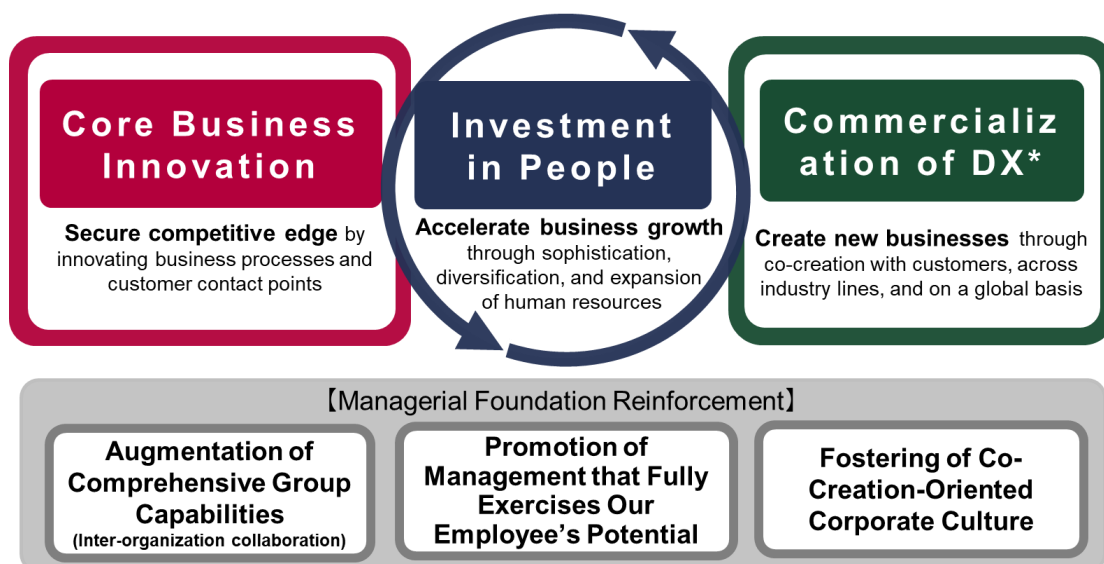 Core Business
Innovation
Secure competitive edge by
innovating business processes and
customer contact points
Investment
in People
Accelerate business growth
through sophistication,
diversification, and expansion
of human resources
Commercializ
ation of DX*
Create new businesses through
co-creation with customers, across
industry lines, and on a global basis
【Managerial Foundation Reinforcement】
Augmentation of
Comprehensive Group
Capabilities
(Inter-organization collaboration)
Promotion of
Management that Fully
Exercises Our
Employee’s Potential
Fostering of Co-
Creation-Oriented
Corporate Culture